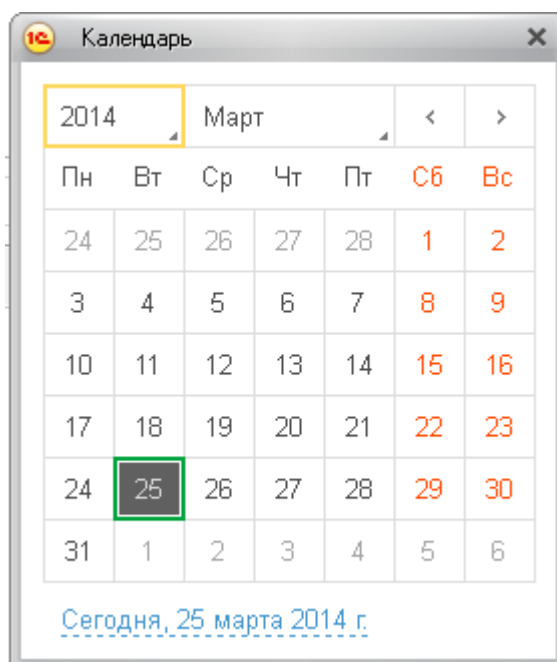 1С Календарь
2014 Март < >
Пн Вт Ср Чт Пт Сб Вс
24 25 26 27 28 1 2
3 4 5 6 7 8 9
10 11 12 13 14 15 16
17 18 19 20 21 22 23
24 25 26 27 28 29 30
31 1 2 3 4 5 6
Сегодня, 25 марта 2014 г.